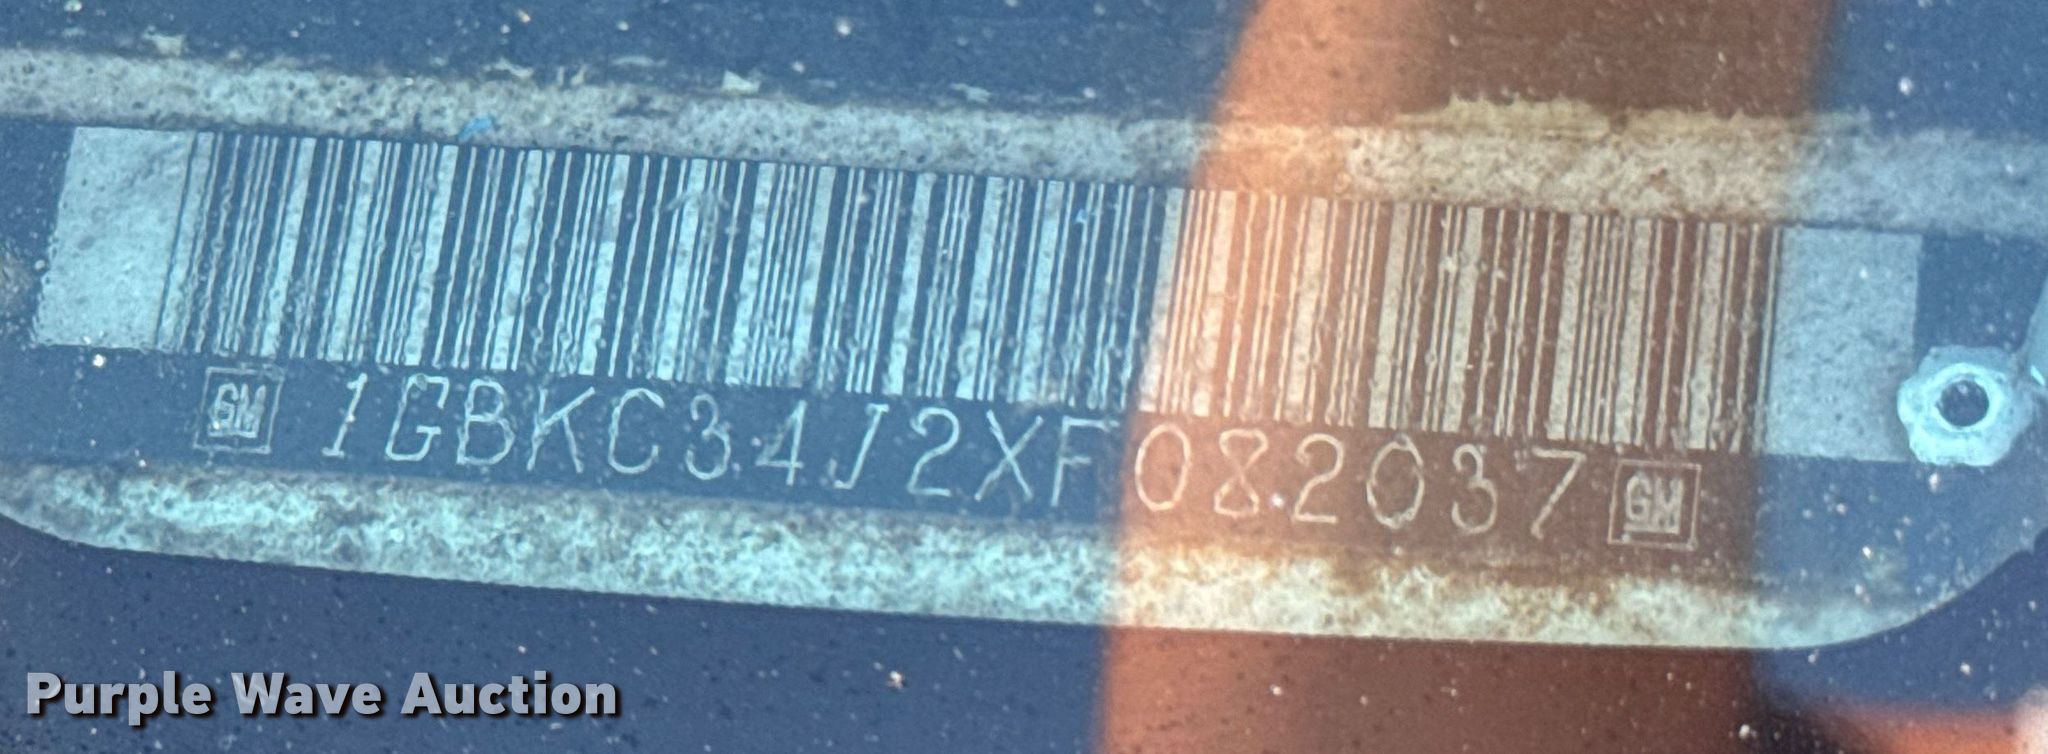 GM 1GBKC34J2XF082037 GM
Purple Wave Auction